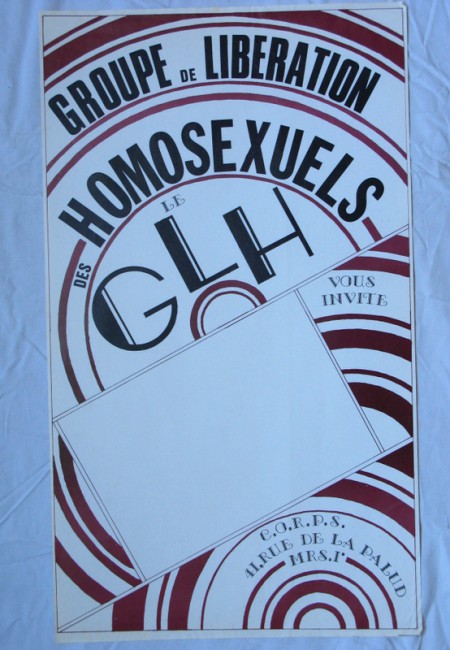 GROUPE DE LIBERATION
DES HOMOSEXUELS
LE
GLH
VOUS
INVITE
C.O.R.P.S.
41, RUE DE LA PALUD
MRS. 1ᵉʳ